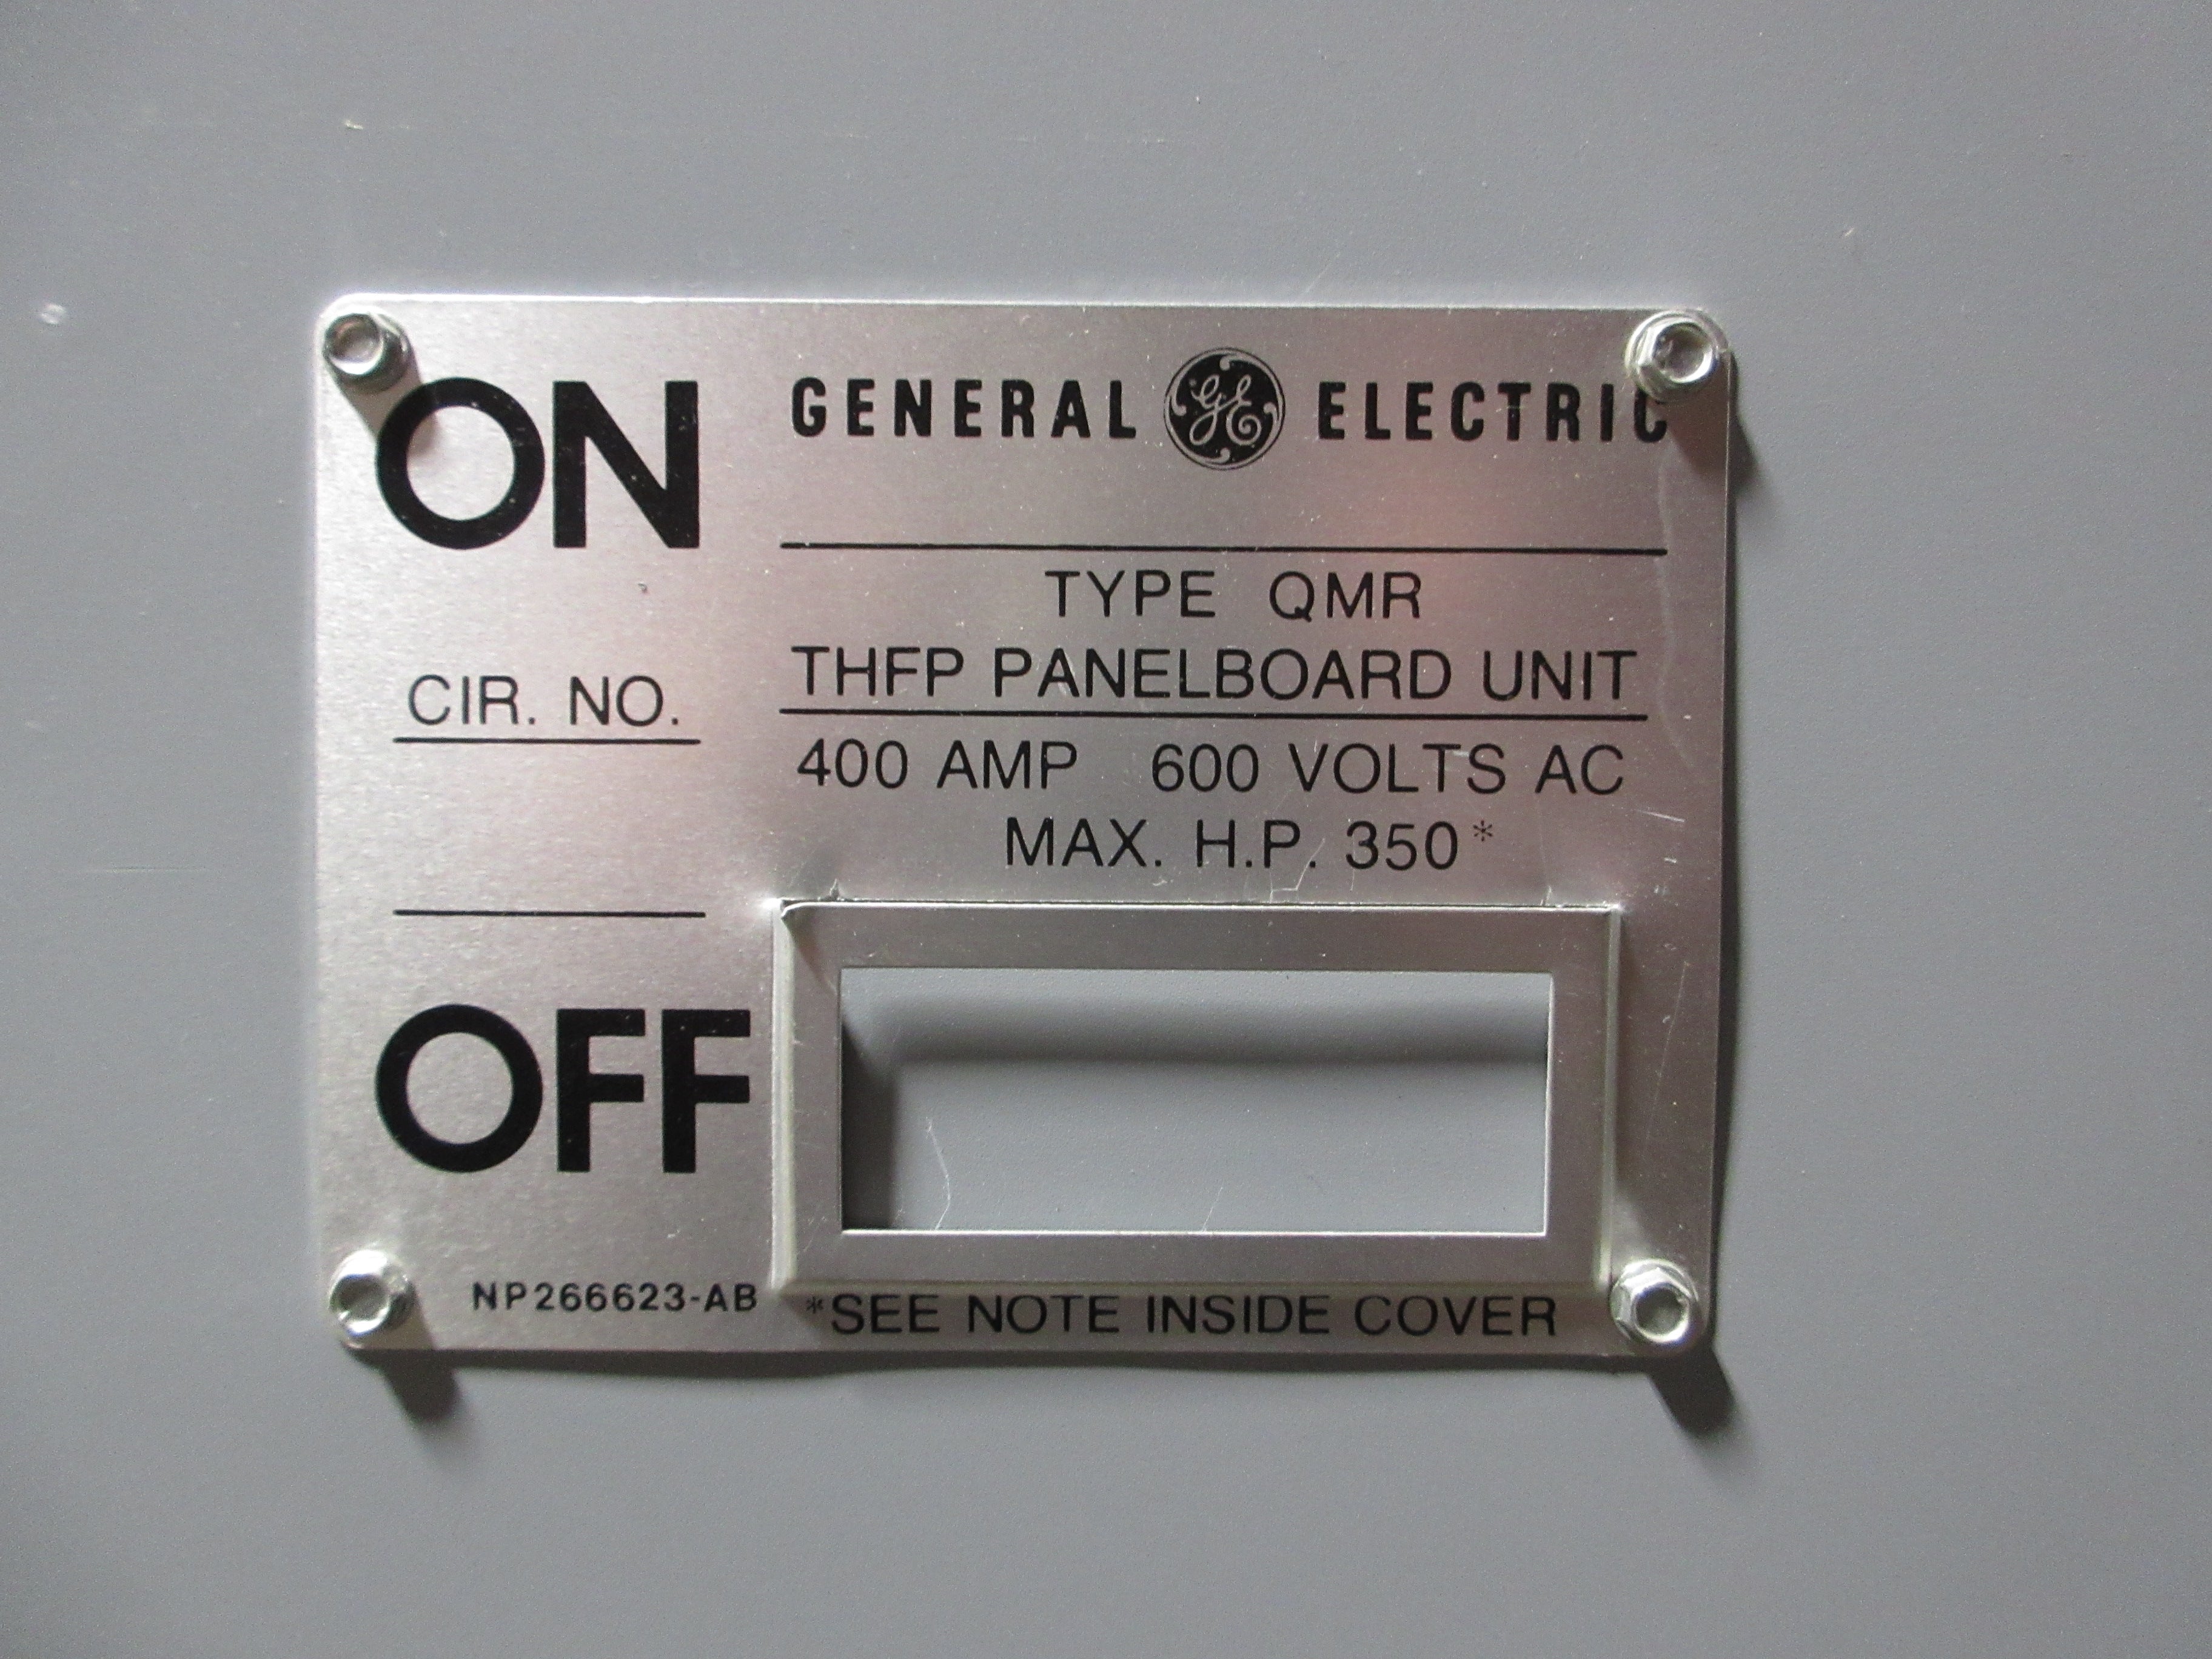 ON
GENERAL GE ELECTRIC
TYPE QMR
THFP PANELBOARD UNIT
CIR. NO.
400 AMP 600 VOLTS AC
MAX. H.P. 350*
OFF
NP266623-AB
*SEE NOTE INSIDE COVER